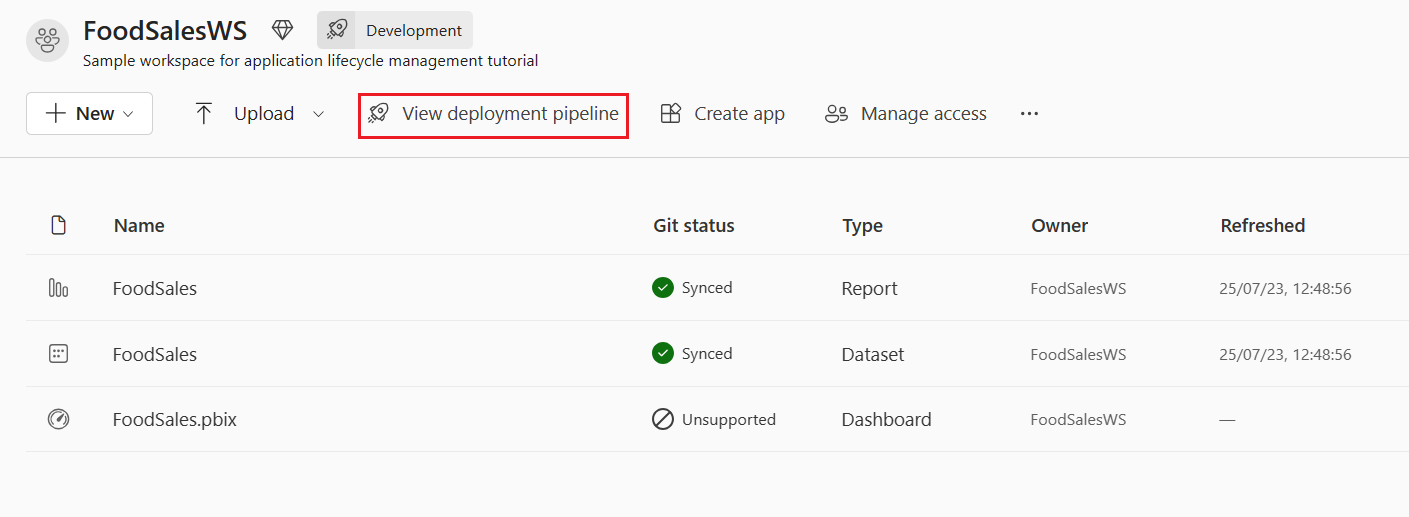 FoodSalesWS Development
Sample workspace for application lifecycle management tutorial
New Upload View deployment pipeline Create app Manage access ...
Name Git status Type Owner Refreshed
FoodSales Synced Report FoodSalesWS 25/07/23, 12:48:56
FoodSales Synced Dataset FoodSalesWS 25/07/23, 12:48:56
FoodSales.pbix Unsupported Dashboard FoodSalesWS —